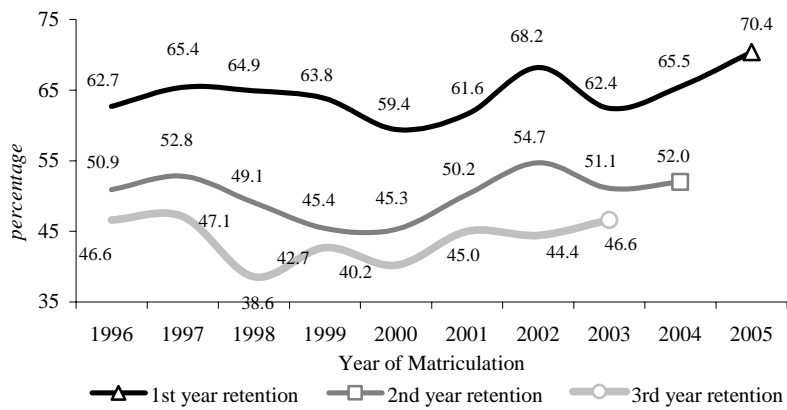 75
65
55
45
35
percentage
62.7 65.4 64.9 63.8 59.4 61.6 68.2 62.4 65.5 70.4
50.9 52.8 49.1 45.4 45.3 50.2 54.7 51.1 52.0
46.6 47.1 38.6 42.7 40.2 45.0 44.4 46.6
1996 1997 1998 1999 2000 2001 2002 2003 2004 2005
Year of Matriculation
1st year retention 2nd year retention 3rd year retention